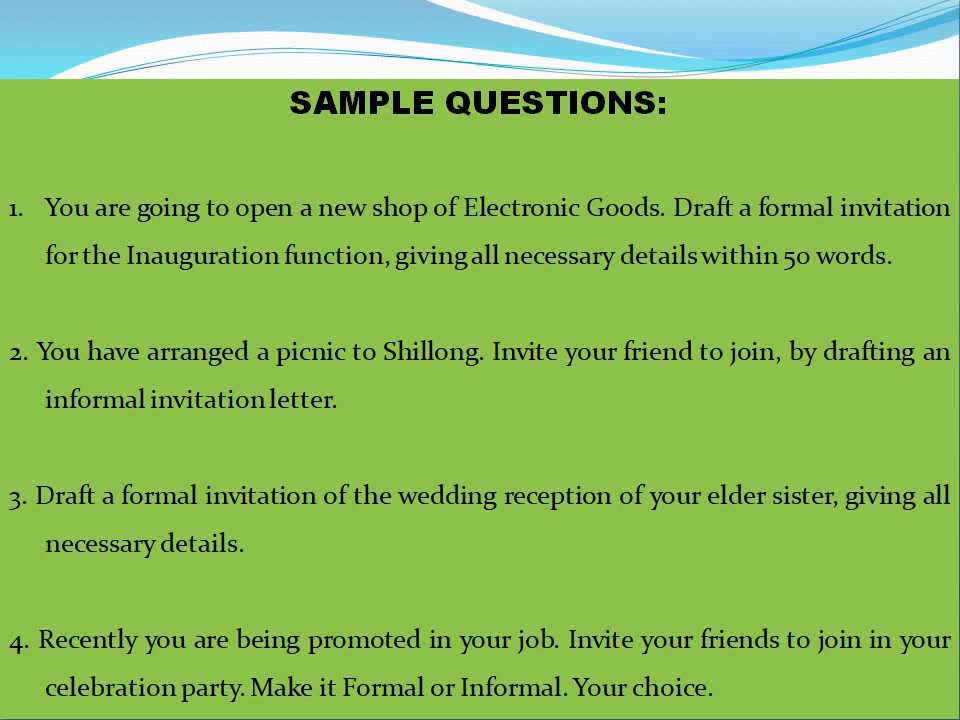 SAMPLE QUESTIONS:
1. You are going to open a new shop of Electronic Goods. Draft a formal invitation
for the Inauguration function, giving all necessary details within 50 words.
2. You have arranged a picnic to Shillong. Invite your friend to join, by drafting an
informal invitation letter.
3. Draft a formal invitation of the wedding reception of your elder sister, giving all
necessary details.
4. Recently you are being promoted in your job. Invite your friends to join in your
celebration party. Make it Formal or Informal. Your choice.